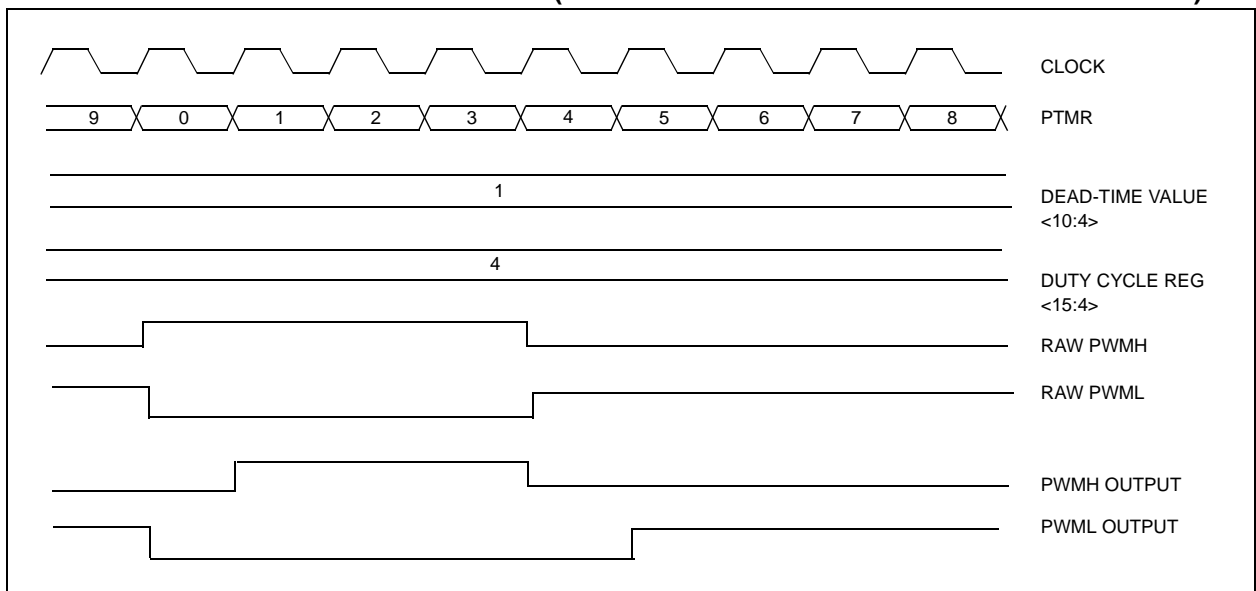 CLOCK
9 0 1 2 3 4 5 6 7 8 PTMR
1
DEAD-TIME VALUE
<10:4>
4
DUTY CYCLE REG
<15:4>
RAW PWMH
RAW PWML
PWMH OUTPUT
PWML OUTPUT